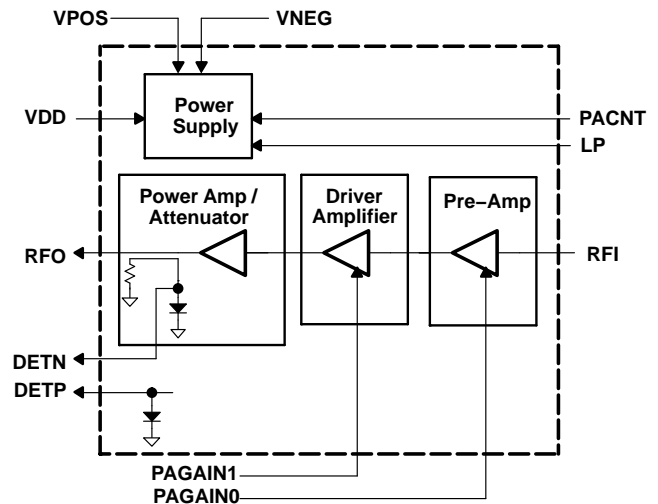 VPOS
VNEG
Power
Supply
VDD
PACNT
LP
Power Amp /
Attenuator
Driver
Amplifier
Pre–Amp
RFO
RFI
DETN
DETP
PAGAIN1
PAGAIN0